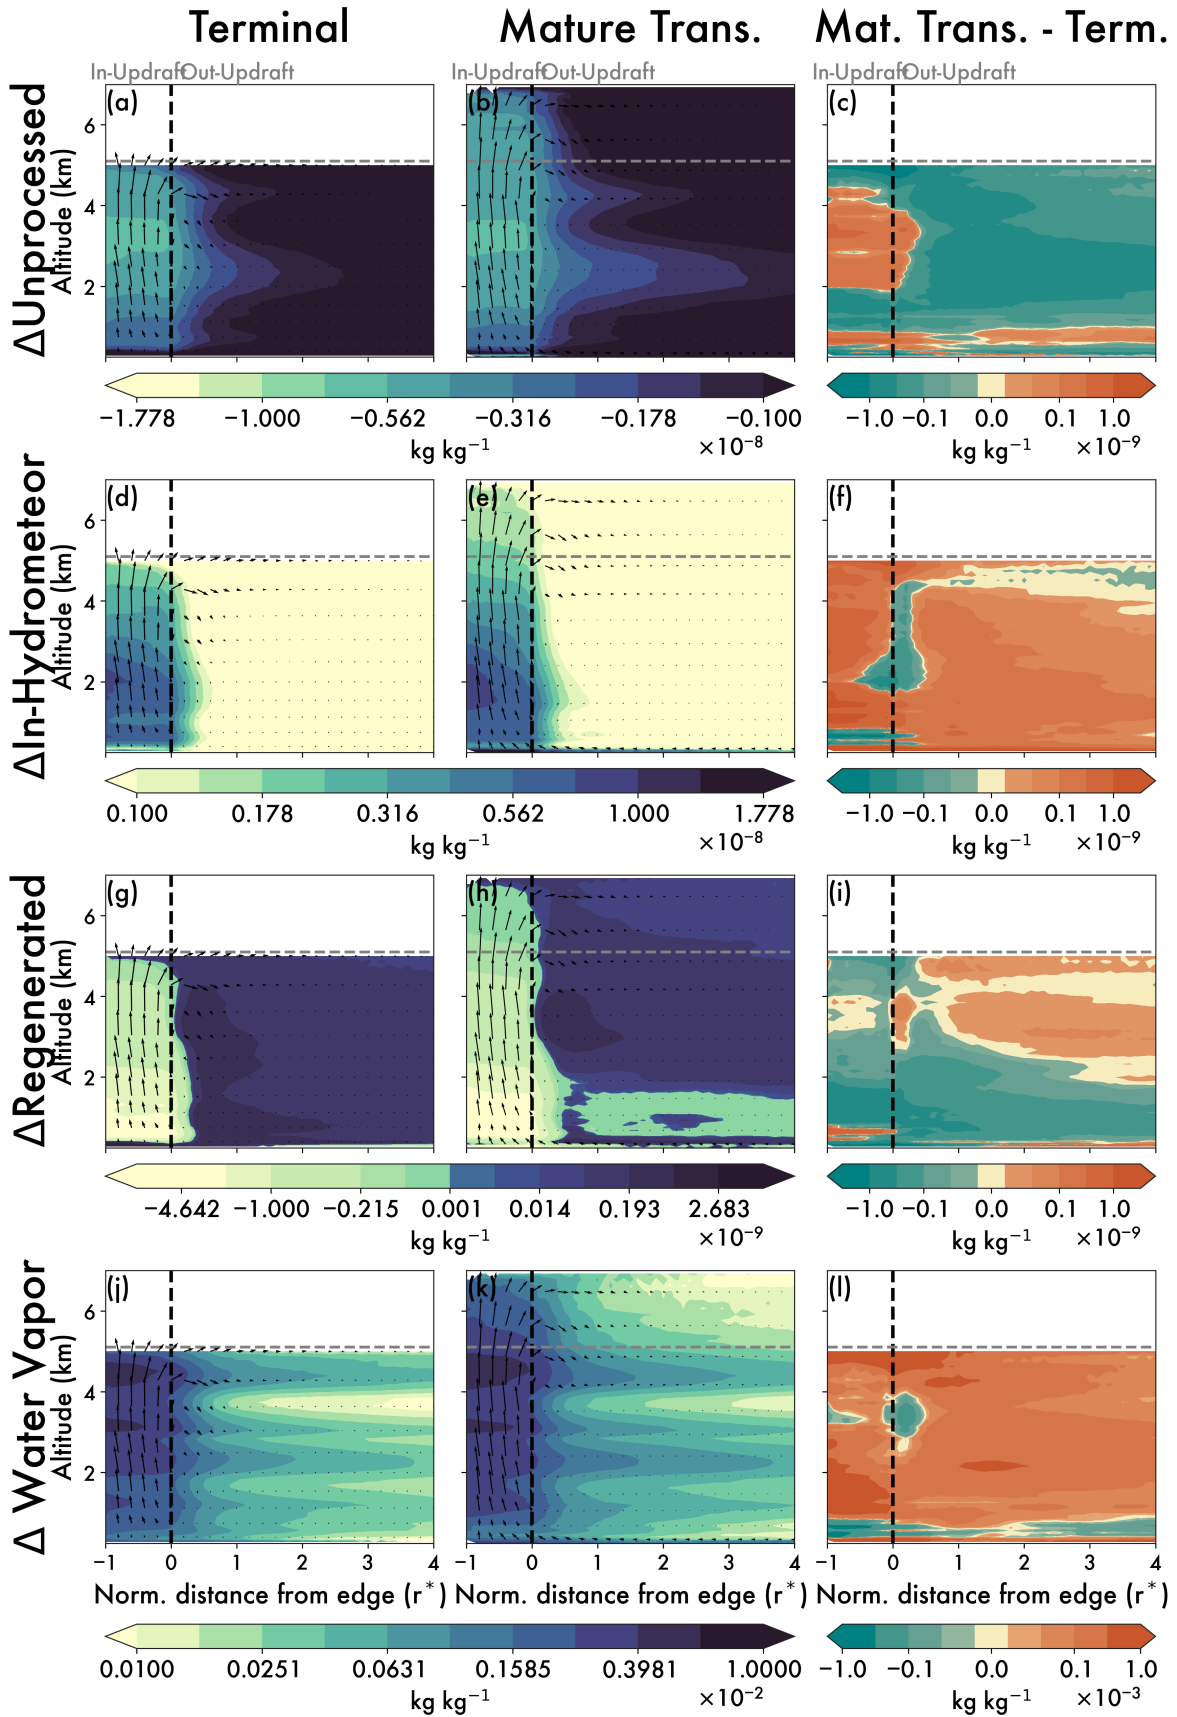 Terminal Mature Trans. Mat. Trans. - Term.
In-Updraft Out-Updraft In-Updraft Out-Updraft In-Updraft Out-Updraft
ΔUnprocessed
Altitude (km)
(a) (b) (c)
6
4
2
−1.778 −1.000 −0.562 −0.316 −0.178 −0.100 −1.0 −0.1 0.0 0.1 1.0
kg kg⁻¹ ×10⁻⁸ kg kg⁻¹ ×10⁻⁹
ΔIn-Hydrometeor
Altitude (km)
(d) (e) (f)
6
4
2
0.100 0.178 0.316 0.562 1.000 1.778 −1.0 −0.1 0.0 0.1 1.0
kg kg⁻¹ ×10⁻⁸ kg kg⁻¹ ×10⁻⁹
ΔRegenerated
Altitude (km)
(g) (h) (i)
6
4
2
−4.642 −1.000 −0.215 0.001 0.014 0.193 2.683 −1.0 −0.1 0.0 0.1 1.0
kg kg⁻¹ ×10⁻⁹ kg kg⁻¹ ×10⁻⁹
Δ Water Vapor
Altitude (km)
(j) (k) (l)
6
4
2
−1 0 1 2 3 4 −1 0 1 2 3 4 −1 0 1 2 3 4
Norm. distance from edge (r*) Norm. distance from edge (r*) Norm. distance from edge (r*)
0.0100 0.0251 0.0631 0.1585 0.3981 1.0000 −1.0 −0.1 0.0 0.1 1.0
kg kg⁻¹ ×10⁻² kg kg⁻¹ ×10⁻³